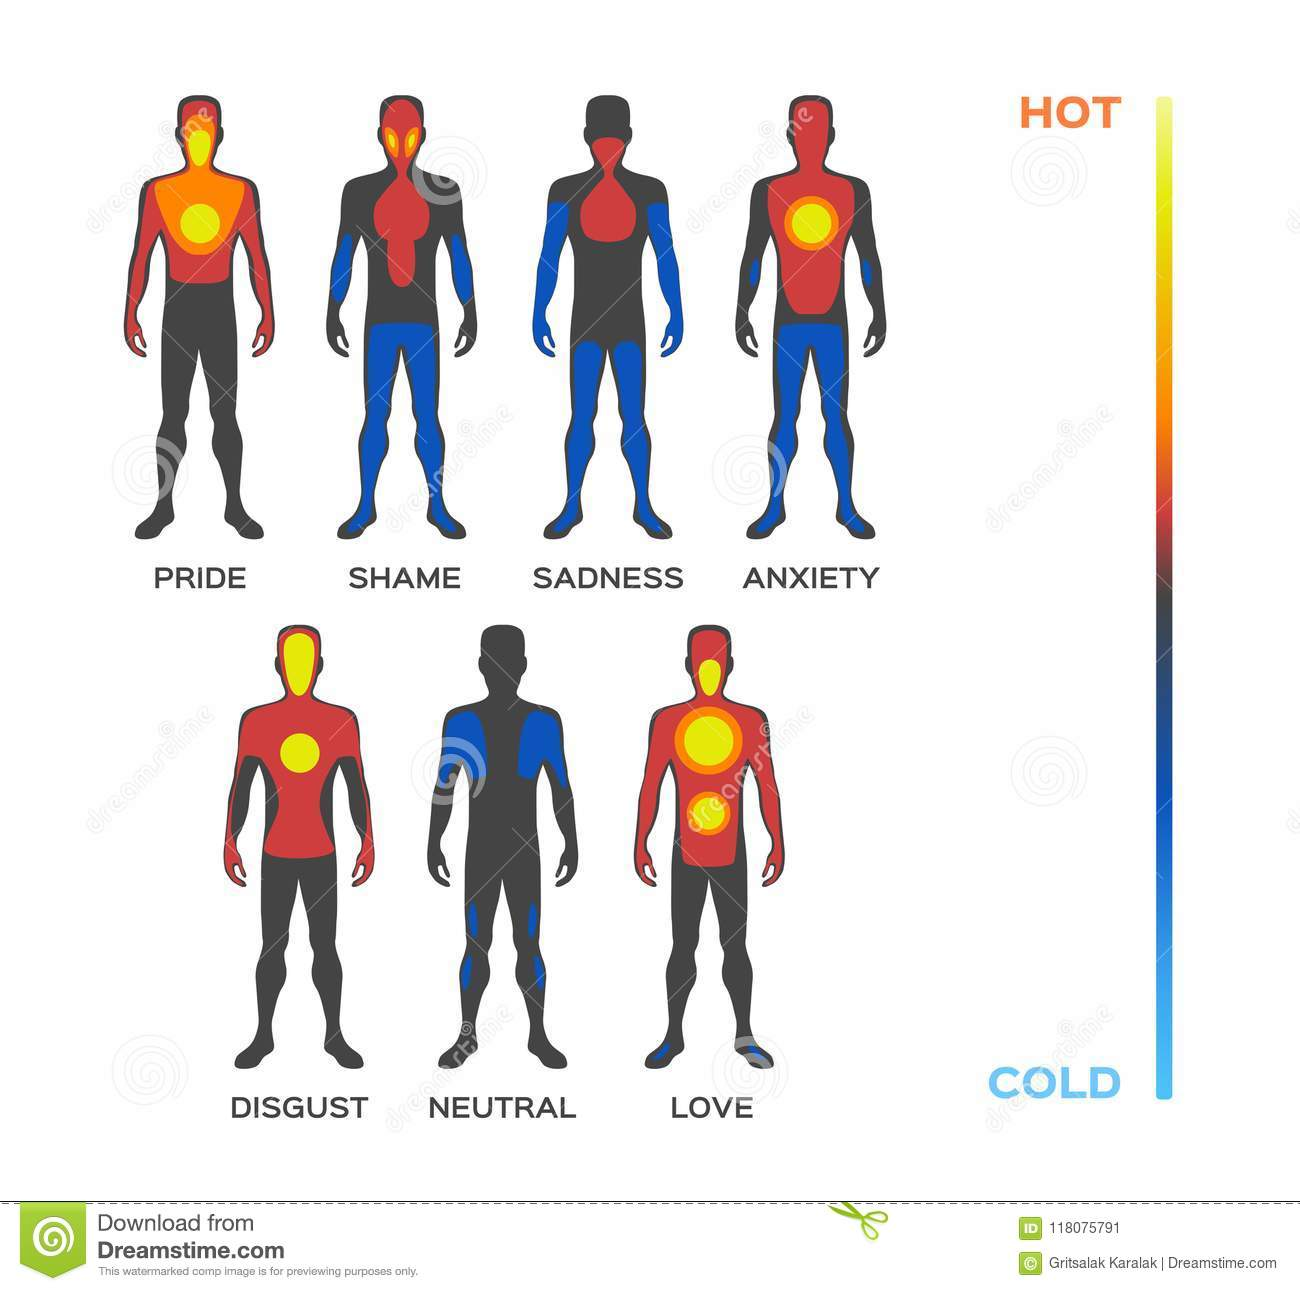 HOT
PRIDE
SHAME
SADNESS
ANXIETY
DISGUST
NEUTRAL
LOVE
COLD
dreamstime
Download from
Dreamstime.com
This watermarked comp image is for previewing purposes only.
ID 118075791
© Gritsalak Karalak | Dreamstime.com